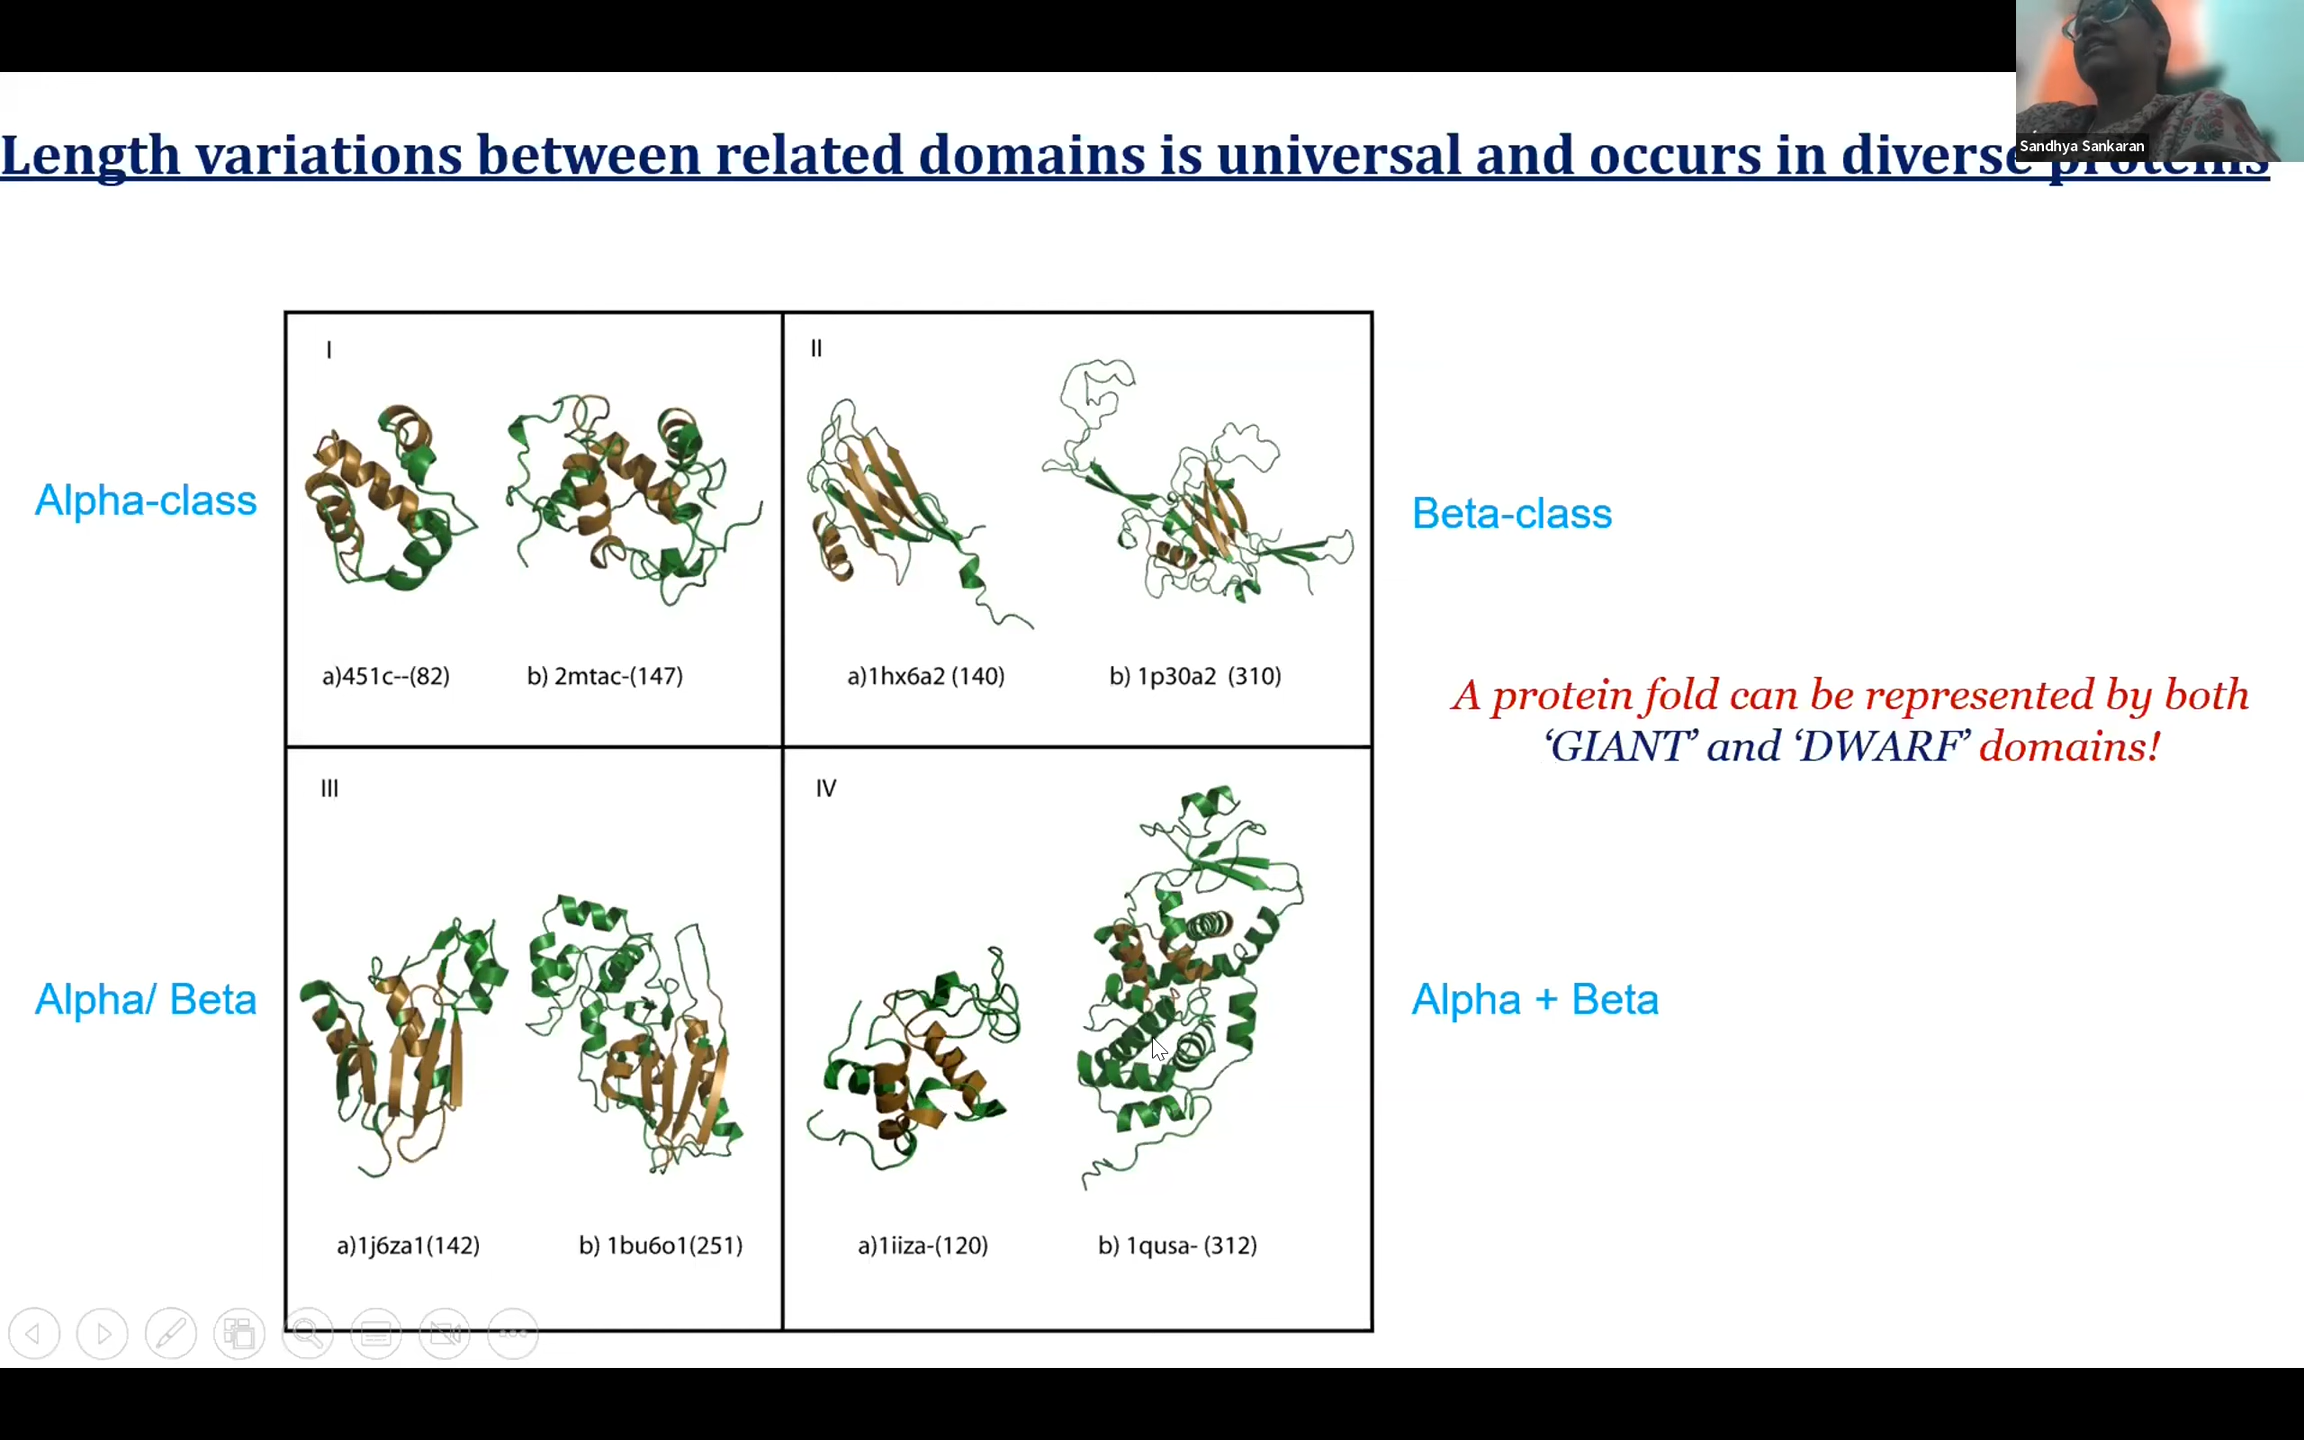 Length variations between related domains is universal and occurs in diverse proteins
Sandhya Sankaran
I
II
Alpha-class
Beta-class
a)451c--(82)
b) 2mtac-(147)
a)1hx6a2 (140)
b) 1p30a2 (310)
A protein fold can be represented by both
‘GIANT’ and ‘DWARF’ domains!
III
IV
Alpha/ Beta
Alpha + Beta
a)1j6za1(142)
b) 1bu6o1(251)
a)1iiza-(120)
b) 1qusa- (312)